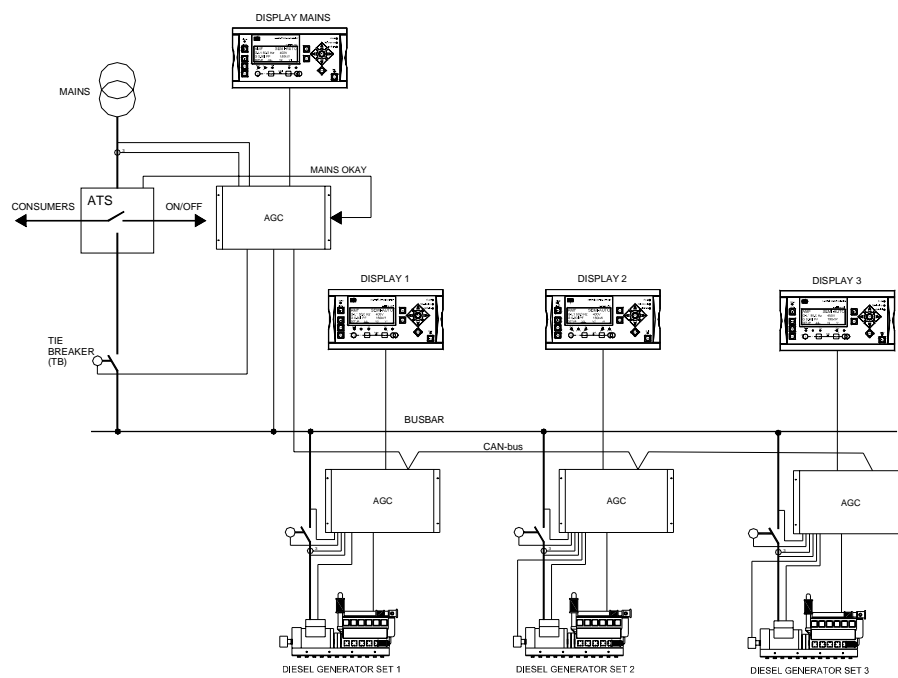 DISPLAY MAINS
MAINS
MAINS OKAY
ATS
CONSUMERS
ON/OFF
AGC
DISPLAY 1
DISPLAY 2
DISPLAY 3
TIE
BREAKER
(TB)
BUSBAR
CAN-bus
AGC
AGC
AGC
DIESEL GENERATOR SET 1
DIESEL GENERATOR SET 2
DIESEL GENERATOR SET 3